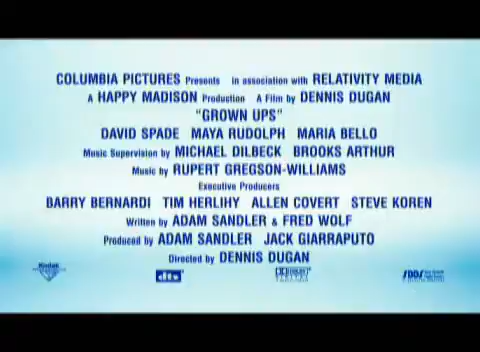 COLUMBIA PICTURES Presents in association with RELATIVITY MEDIA
A HAPPY MADISON Production A Film by DENNIS DUGAN
"GROWN UPS"
DAVID SPADE MAYA RUDOLPH MARIA BELLO
Music Supervision by MICHAEL DILBECK BROOKS ARTHUR
Music by RUPERT GREGSON-WILLIAMS
Executive Producers
BARRY BERNARDI TIM HERLIHY ALLEN COVERT STEVE KOREN
Written by ADAM SANDLER & FRED WOLF
Produced by ADAM SANDLER JACK GIARRAPUTO
Directed by DENNIS DUGAN
Kodak dts DOLBY SDDS